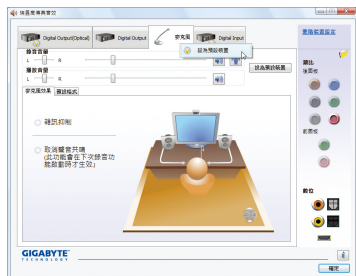 瑞昱高傳真音效
Digital Output(Optical)
Digital Output
麥克風
Digital Input
設為預設裝置
錄音音量
L
R
播放音量
L
R
設為預設裝置
麥克風效果
預設格式
雜訊抑制
取消聲音共鳴
(此功能會在下次錄音功
能啟動時才生效)
進階裝置設定
類比
後面板
前面板
數位
GIGABYTE
TECHNOLOGY
i
確定